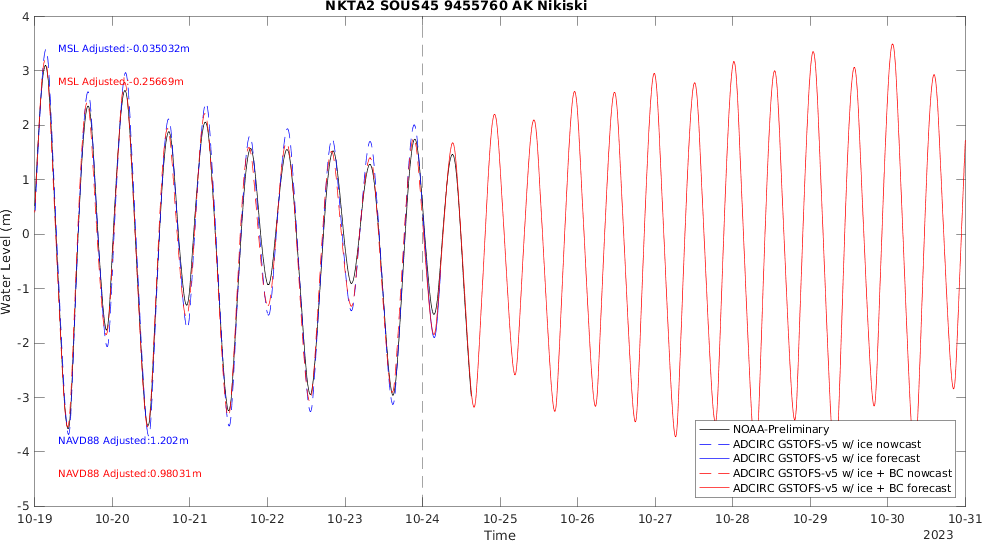 NKTA2 SOUS45 9455760 AK Nikiski
MSL Adjusted:-0.035032m
MSL Adjusted:-0.25669m
NAVD88 Adjusted:1.202m
NAVD88 Adjusted:0.98031m
Water Level (m)
4
3
2
1
0
-1
-2
-3
-4
-5
NOAA-Preliminary
ADCIRC GSTOFS-v5 w/ ice nowcast
ADCIRC GSTOFS-v5 w/ ice forecast
ADCIRC GSTOFS-v5 w/ ice + BC nowcast
ADCIRC GSTOFS-v5 w/ ice + BC forecast
10-19 10-20 10-21 10-22 10-23 10-24 10-25 10-26 10-27 10-28 10-29 10-30 10-31
Time
2023